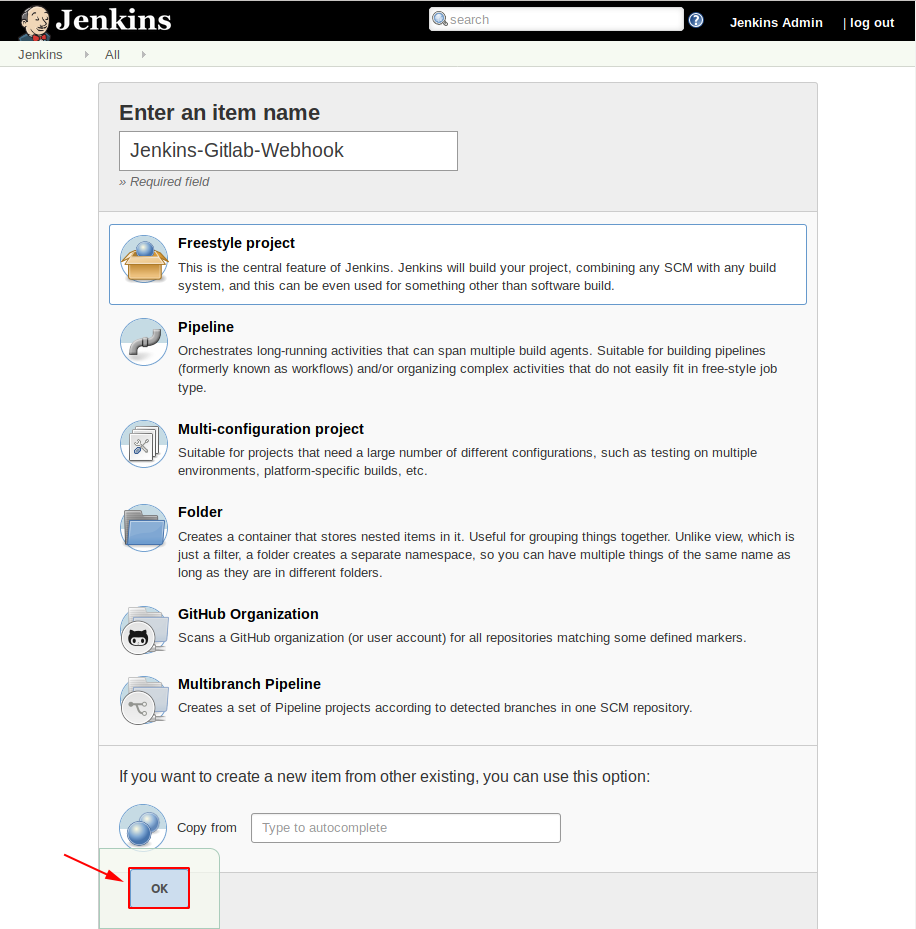 Jenkins
search
?
Jenkins Admin
| log out
Jenkins
All
Enter an item name
Jenkins-Gitlab-Webhook
» Required field
Freestyle project
This is the central feature of Jenkins. Jenkins will build your project, combining any SCM with any build
system, and this can be even used for something other than software build.
Pipeline
Orchestrates long-running activities that can span multiple build agents. Suitable for building pipelines
(formerly known as workflows) and/or organizing complex activities that do not easily fit in free-style job
type.
Multi-configuration project
Suitable for projects that need a large number of different configurations, such as testing on multiple
environments, platform-specific builds, etc.
Folder
Creates a container that stores nested items in it. Useful for grouping things together. Unlike view, which is
just a filter, a folder creates a separate namespace, so you can have multiple things of the same name as
long as they are in different folders.
GitHub Organization
Scans a GitHub organization (or user account) for all repositories matching some defined markers.
Multibranch Pipeline
Creates a set of Pipeline projects according to detected branches in one SCM repository.
If you want to create a new item from other existing, you can use this option:
Copy from
Type to autocomplete
OK